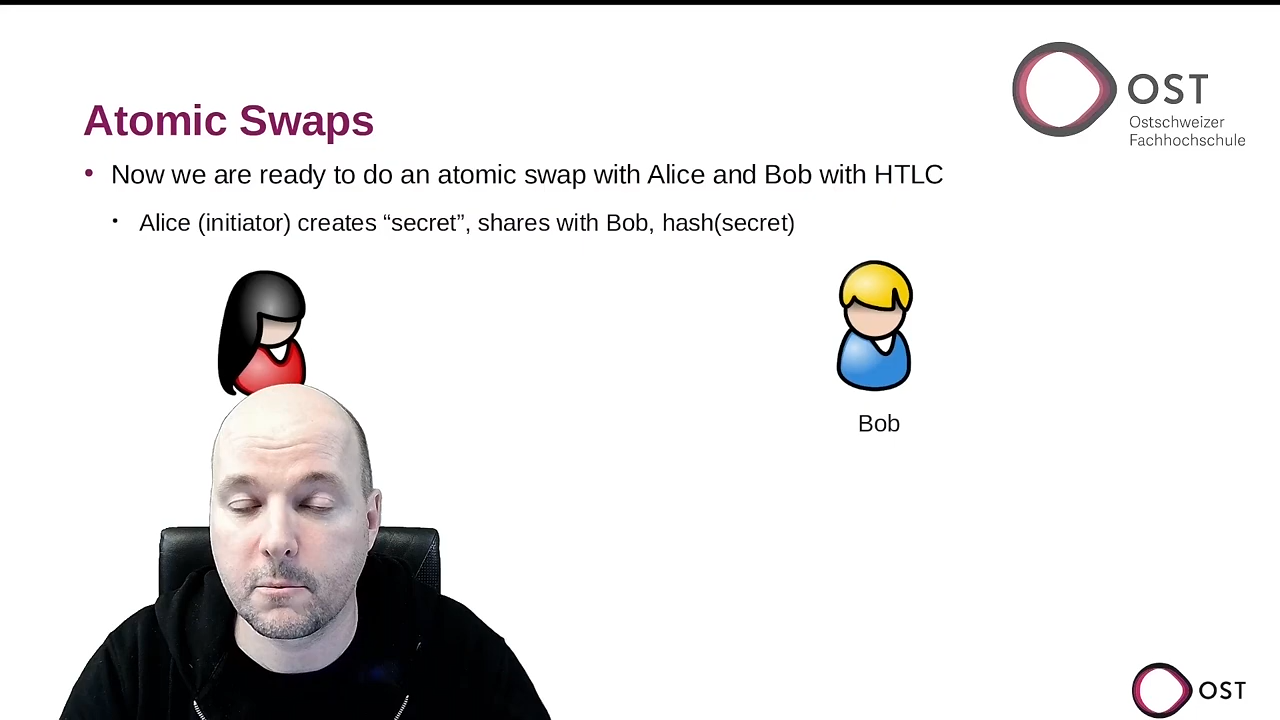 OST
Ostschweizer
Fachhochschule
Atomic Swaps
• Now we are ready to do an atomic swap with Alice and Bob with HTLC
• Alice (initiator) creates “secret”, shares with Bob, hash(secret)
Bob
OST